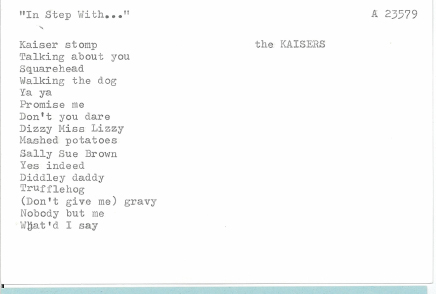 "In Step With..." A 23579
Kaiser stomp the KAISERS
Talking about you
Squarehead
Walking the dog
Ya ya
Promise me
Don't you dare
Dizzy Miss Lizzy
Mashed potatoes
Sally Sue Brown
Yes indeed
Diddley daddy
Trufflehog
(Don't give me) gravy
Nobody but me
What'd I say